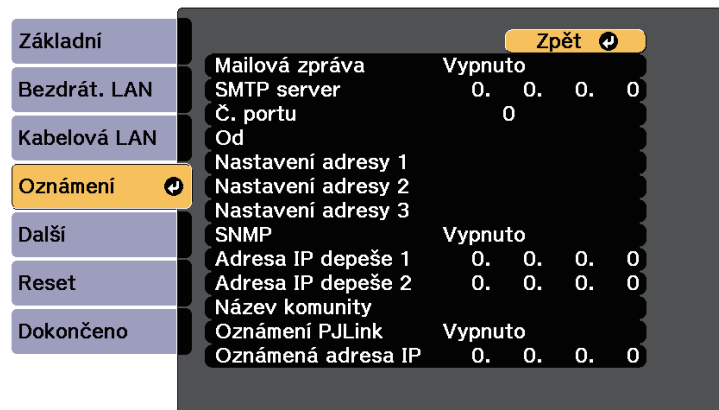 Základní
Bezdrát. LAN
Kabelová LAN
Oznámení
Další
Reset
Dokončeno
Zpět
Mailová zpráva Vypnuto
SMTP server 0. 0. 0. 0
Č. portu 0
Od
Nastavení adresy 1
Nastavení adresy 2
Nastavení adresy 3
SNMP Vypnuto
Adresa IP depeše 1 0. 0. 0. 0
Adresa IP depeše 2 0. 0. 0. 0
Název komunity
Oznámení PJLink Vypnuto
Oznámená adresa IP 0. 0. 0. 0